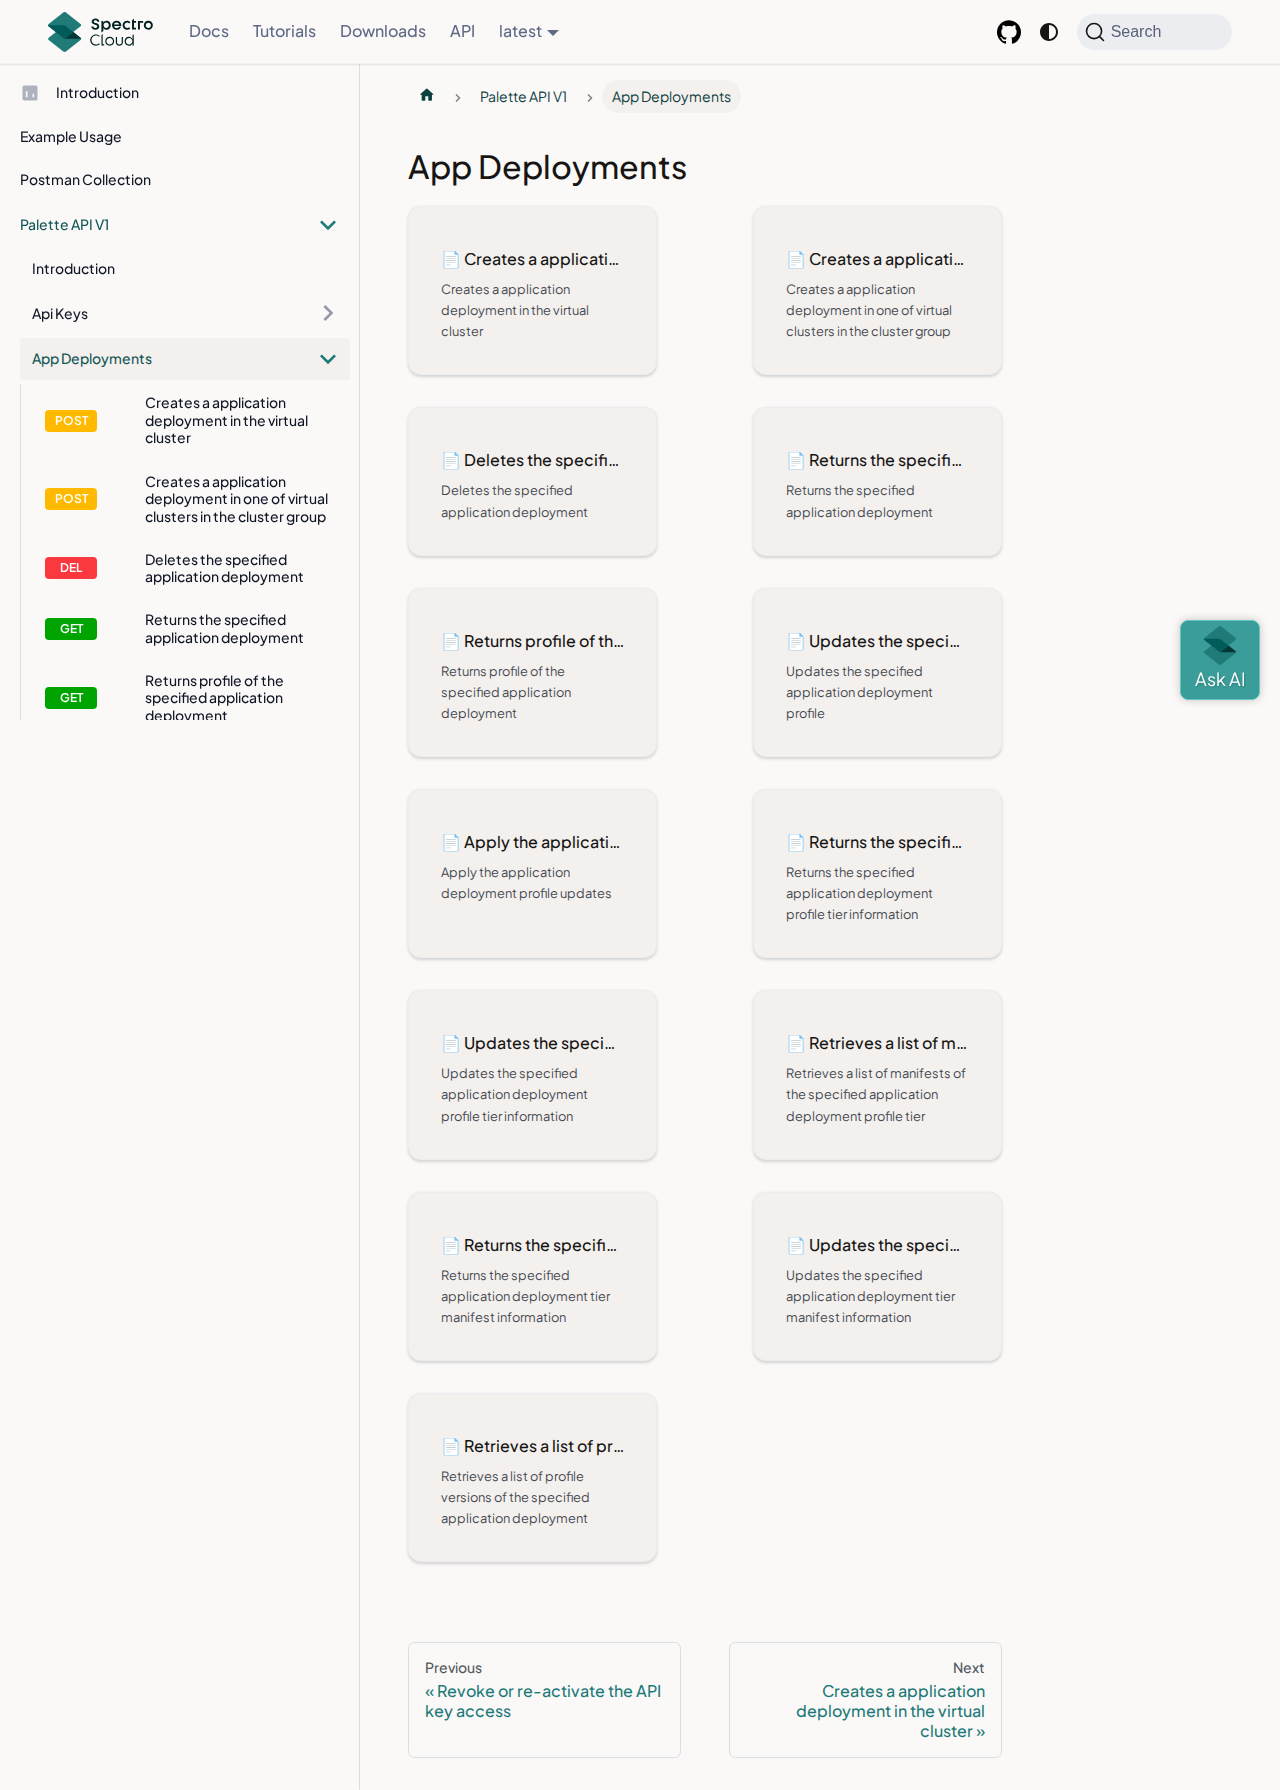 Spectro
Cloud
Docs
Tutorials
Downloads
API
latest
Search
Introduction
Example Usage
Postman Collection
Palette API V1
Introduction
Api Keys
App Deployments
POST
Creates a application
deployment in the virtual
cluster
POST
Creates a application
deployment in one of virtual
clusters in the cluster group
DEL
Deletes the specified
application deployment
GET
Returns the specified
application deployment
GET
Returns profile of the
specified application
deployment
Palette API V1
App Deployments
App Deployments
Creates a applicati...
Creates a application
deployment in the virtual
cluster
Creates a applicati...
Creates a application
deployment in one of virtual
clusters in the cluster group
Deletes the specifi...
Deletes the specified
application deployment
Returns the specifi...
Returns the specified
application deployment
Returns profile of th...
Returns profile of the
specified application
deployment
Updates the speci...
Updates the specified
application deployment
profile
Apply the applicati...
Apply the application
deployment profile updates
Returns the specifi...
Returns the specified
application deployment
profile tier information
Updates the speci...
Updates the specified
application deployment
profile tier information
Retrieves a list of m...
Retrieves a list of manifests of
the specified application
deployment profile tier
Returns the specifi...
Returns the specified
application deployment tier
manifest information
Updates the speci...
Updates the specified
application deployment tier
manifest information
Retrieves a list of pr...
Retrieves a list of profile
versions of the specified
application deployment
Previous
« Revoke or re-activate the API
key access
Next
Creates a application
deployment in the virtual
cluster »
Ask AI